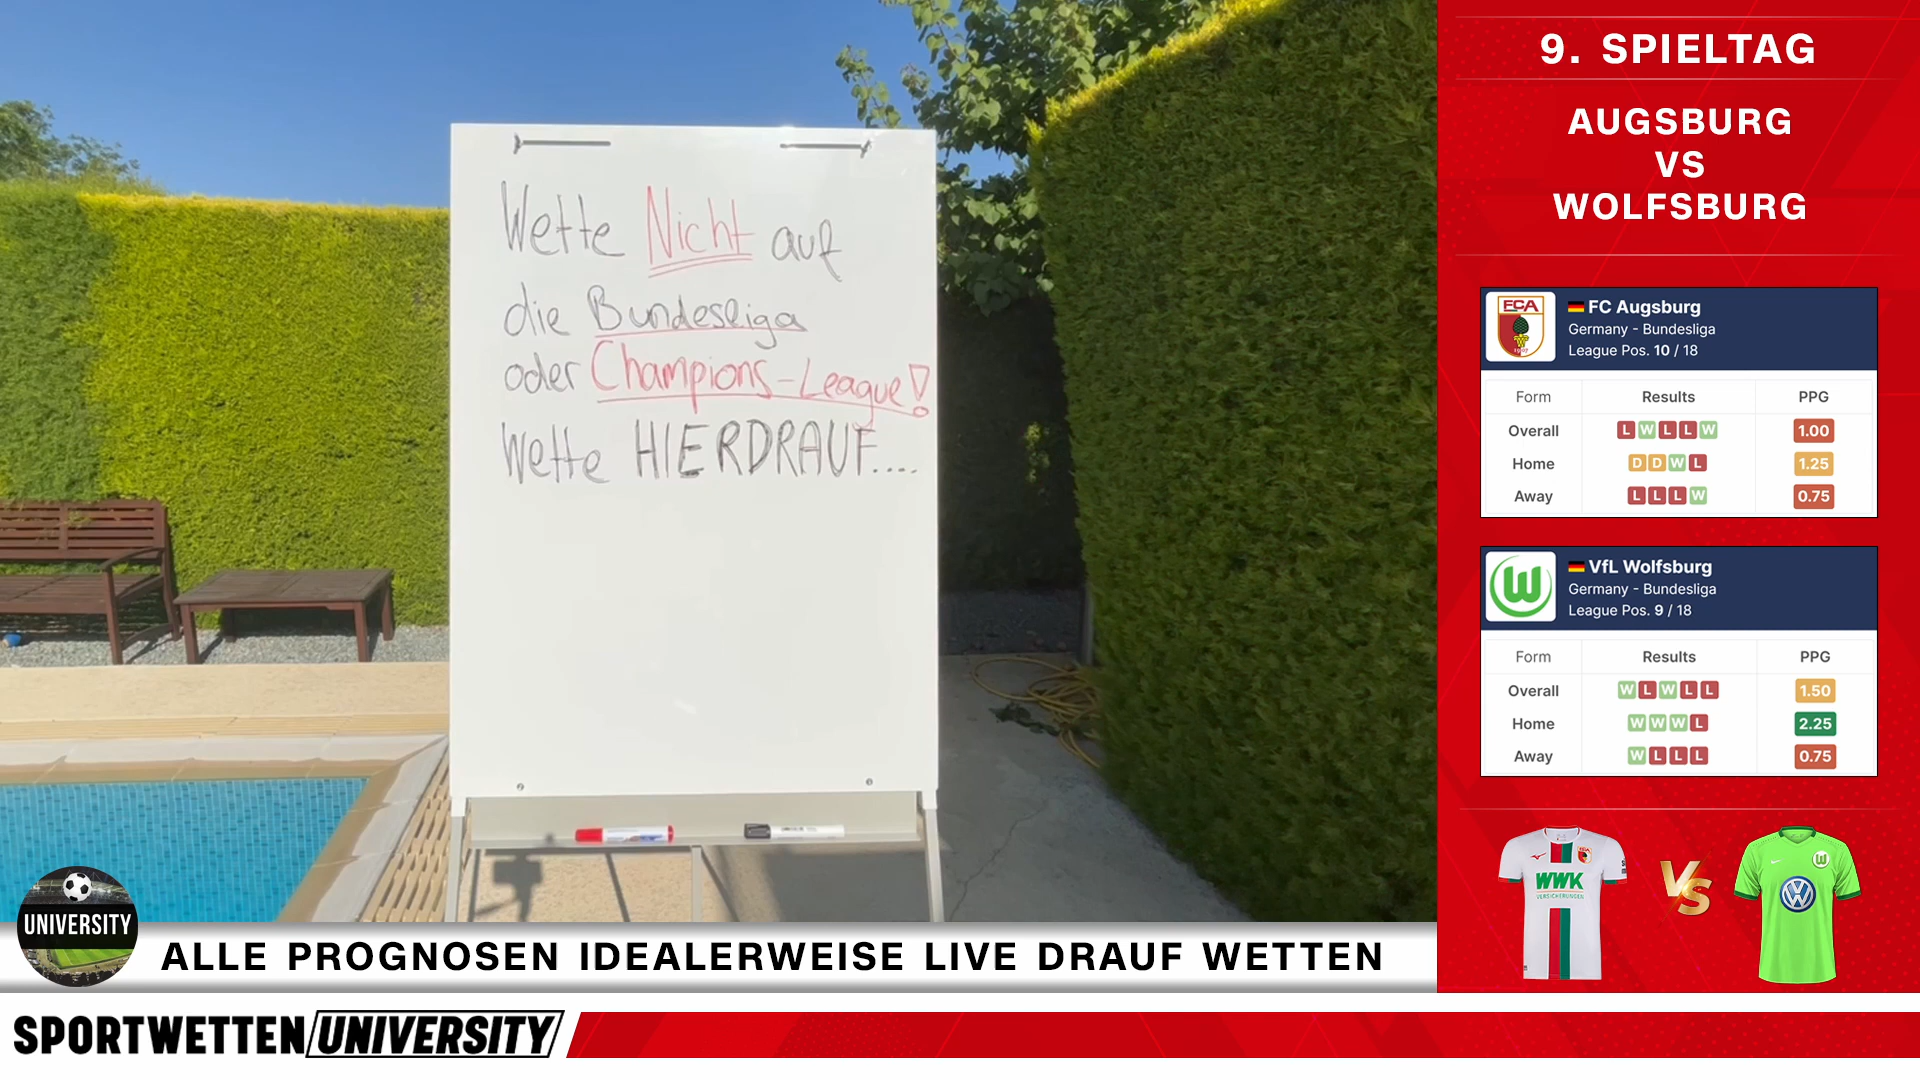 Wette Nicht auf
die Bundesliga
oder Champions-League!
Wette HIERDRAUF....
UNIVERSITY
ALLE PROGNOSEN IDEALERWEISE LIVE DRAUF WETTEN
SPORTWETTEN UNIVERSITY
9. SPIELTAG
AUGSBURG
VS
WOLFSBURG
FCA
1907
FC Augsburg
Germany - Bundesliga
League Pos. 10 / 18
Form Results PPG
Overall L W L L W 1.00
Home D D W L 1.25
Away L L L W 0.75
W
VfL Wolfsburg
Germany - Bundesliga
League Pos. 9 / 18
Form Results PPG
Overall W L W L L 1.50
Home W W W L 2.25
Away W L L L 0.75
WWK
VERSICHERUNGEN
VS
W
VW